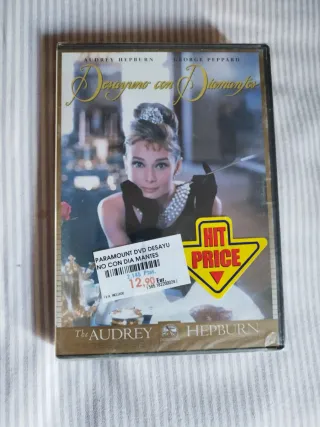 AUDREY HEPBURN GEORGE PEPPARD
Desayuno con Diamantes
HIT
PRICE
PARAMOUNT DVD DESAYU
NO CON DIA MANTES
12,90
The AUDREY HEPBURN